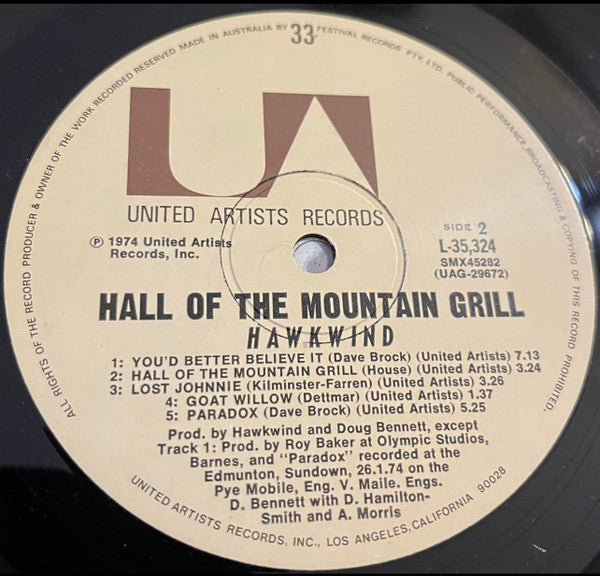 ALL RIGHTS OF THE RECORD PRODUCER & OWNER OF THE WORK RECORDED RESERVED MADE IN AUSTRALIA BY FESTIVAL RECORDS PTY. LTD. PUBLIC PERFORMANCE, BROADCASTING & COPYING OF THIS RECORD PROHIBITED.
33
UA
UNITED ARTISTS RECORDS
℗ 1974 United Artists
Records, Inc.
SIDE 2
L-35,324
SMX45282
(UAG-29672)
HALL OF THE MOUNTAIN GRILL
HAWKWIND
1: YOU'D BETTER BELIEVE IT (Dave Brock) (United Artists) 7.13
2: HALL OF THE MOUNTAIN GRILL (House) (United Artists) 3.24
3: LOST JOHNNIE (Kilminster-Farren) (United Artists) 3.26
4: GOAT WILLOW (Dettmar) (United Artists) 1.37
5: PARADOX (Dave Brock) (United Artists) 5.25
Prod. by Hawkwind and Doug Bennett, except
Track 1: Prod. by Roy Baker at Olympic Studios,
Barnes, and "Paradox" recorded at the
Edmunton, Sundown, 26.1.74 on the
Pye Mobile, Eng. V. Maile. Engs.
D. Bennett with D. Hamilton-
Smith and A. Morris
UNITED ARTISTS RECORDS, INC., LOS ANGELES, CALIFORNIA 90028